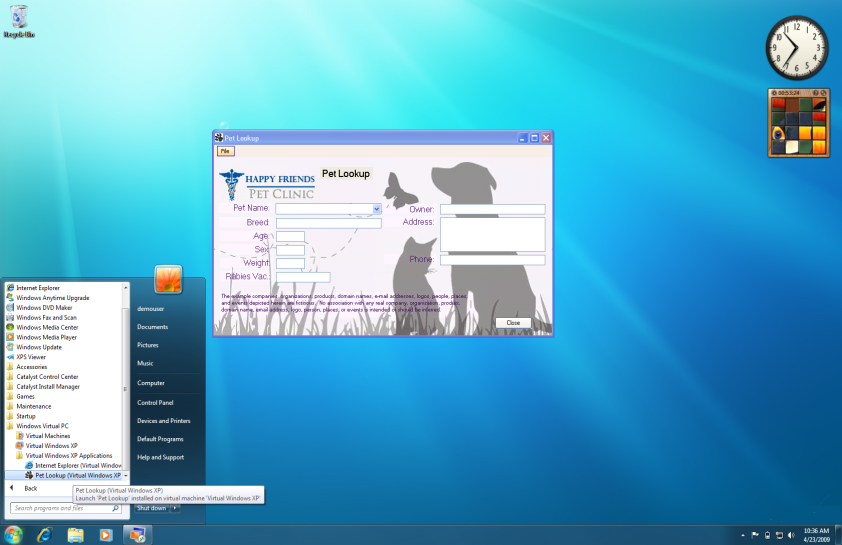 Recycle Bin
12
00:53:24
Pet Lookup
File
HAPPY FRIENDS
PET CLINIC
Pet Lookup
Pet Name:
Breed:
Age:
Sex:
Weight:
Rabies Vac.:
Owner:
Address:
Phone:
The example companies, organizations, products, domain names, e-mail addresses, logos, people, places,
and events depicted herein are fictitious. No association with any real company, organization, product,
domain name, email address, logo, person, places, or events is intended or should be inferred.
Close
Internet Explorer
Windows Anytime Upgrade
Windows DVD Maker
Windows Fax and Scan
Windows Media Center
Windows Media Player
Windows Update
XPS Viewer
Accessories
Catalyst Control Center
Catalyst Install Manager
Games
Maintenance
Startup
Windows Virtual PC
Virtual Machines
Virtual Windows XP
Virtual Windows XP Applications
Internet Explorer (Virtual Window
Pet Lookup (Virtual Windows XP
Back
Search programs and files
demouser
Documents
Pictures
Music
Computer
Control Panel
Devices and Printers
Default Programs
Help and Support
Shut down
Pet Lookup (Virtual Windows XP)
Launch 'Pet Lookup' installed on virtual machine 'Virtual Windows XP'
10:36 AM
4/23/2009